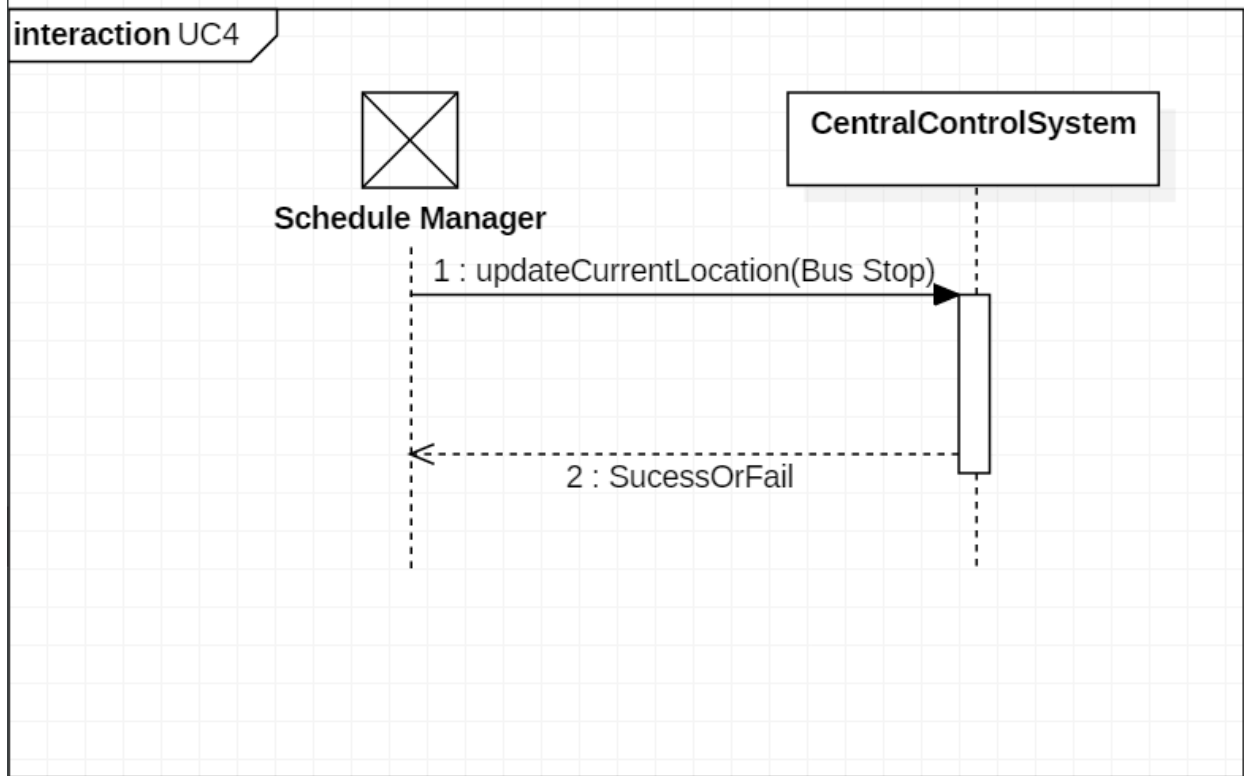 interaction UC4
CentralControlSystem
Schedule Manager
1 : updateCurrentLocation(Bus Stop)
2 : SucessOrFail